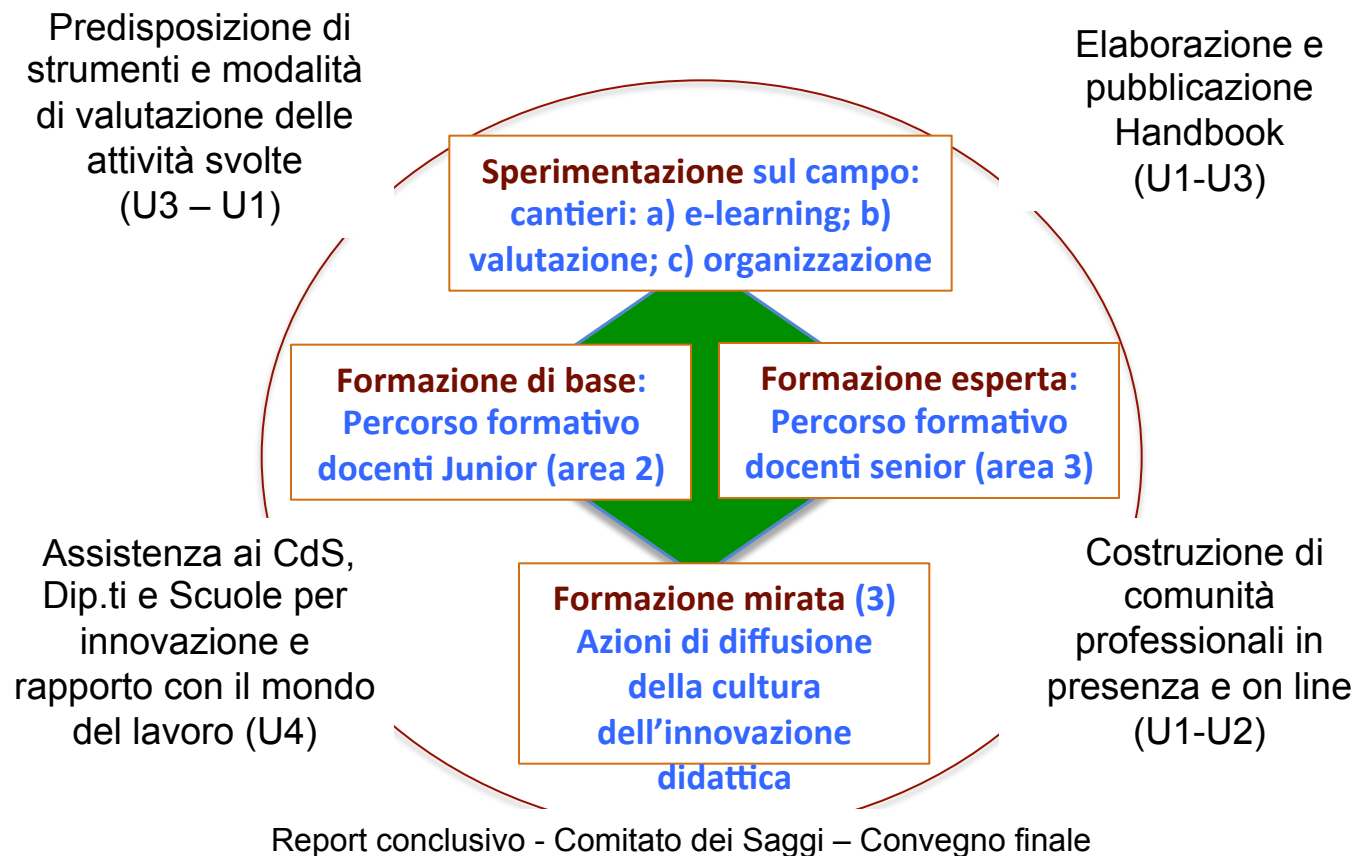 Predisposizione di
strumenti e modalità
di valutazione delle
attività svolte
(U3 – U1)
Elaborazione e
pubblicazione
Handbook
(U1-U3)
Sperimentazione sul campo:
cantieri: a) e-learning; b)
valutazione; c) organizzazione
Formazione di base:
Percorso formativo
docenti Junior (area 2)
Formazione esperta:
Percorso formativo
docenti senior (area 3)
Assistenza ai CdS,
Dip.ti e Scuole per
innovazione e
rapporto con il mondo
del lavoro (U4)
Formazione mirata (3)
Azioni di diffusione
della cultura
dell’innovazione
didattica
Costruzione di
comunità
professionali in
presenza e on line
(U1-U2)
Report conclusivo - Comitato dei Saggi – Convegno finale